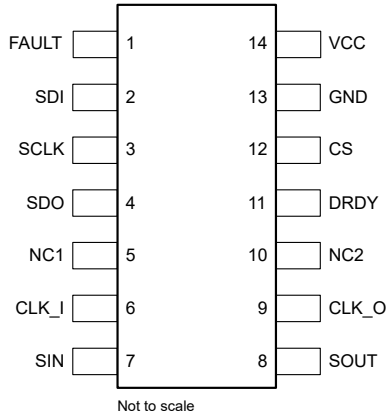 FAULT 1 14 VCC
SDI 2 13 GND
SCLK 3 12 CS
SDO 4 11 DRDY
NC1 5 10 NC2
CLK_I 6 9 CLK_O
SIN 7 8 SOUT
Not to scale